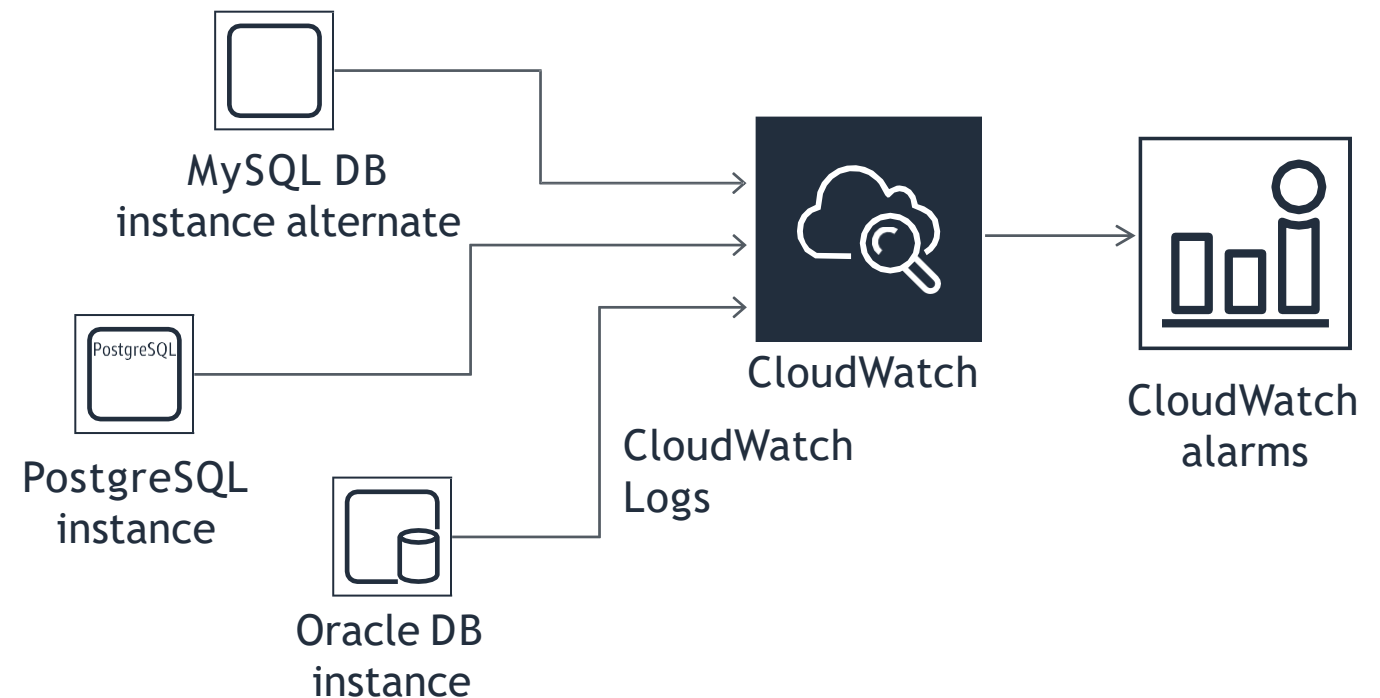 MySQL DB
instance alternate
PostgreSQL
PostgreSQL
instance
Oracle DB
instance
CloudWatch
Logs
CloudWatch
CloudWatch
alarms